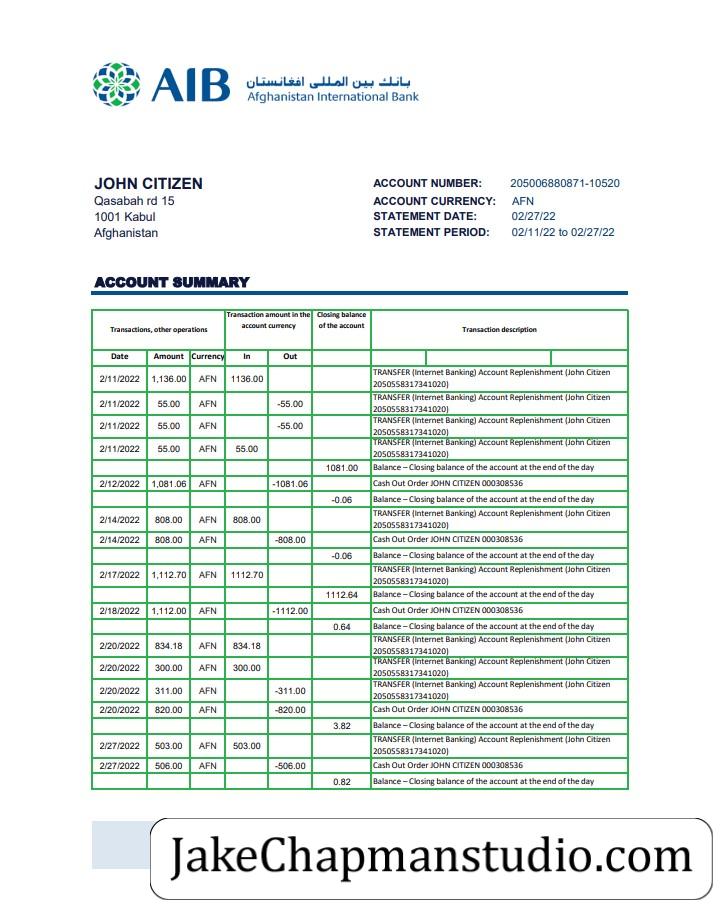 AIB
بانک بین المللی افغانستان
Afghanistan International Bank
JOHN CITIZEN
Qasabah rd 15
1001 Kabul
Afghanistan
ACCOUNT NUMBER: 205006880871-10520
ACCOUNT CURRENCY: AFN
STATEMENT DATE: 02/27/22
STATEMENT PERIOD: 02/11/22 to 02/27/22
ACCOUNT SUMMARY
Transactions, other operations
Transaction amount in the
account currency
Closing balance
of the account
Transaction description
Date Amount Currency In Out
2/11/2022 1,136.00 AFN 1136.00 TRANSFER (Internet Banking) Account Replenishment (John Citizen
2050558317341020)
2/11/2022 55.00 AFN -55.00 TRANSFER (Internet Banking) Account Replenishment (John Citizen
2050558317341020)
2/11/2022 55.00 AFN -55.00 TRANSFER (Internet Banking) Account Replenishment (John Citizen
2050558317341020)
2/11/2022 55.00 AFN 55.00 TRANSFER (Internet Banking) Account Replenishment (John Citizen
2050558317341020)
1081.00 Balance – Closing balance of the account at the end of the day
2/12/2022 1,081.06 AFN -1081.06 Cash Out Order JOHN CITIZEN 000308536
-0.06 Balance – Closing balance of the account at the end of the day
2/14/2022 808.00 AFN 808.00 TRANSFER (Internet Banking) Account Replenishment (John Citizen
2050558317341020)
2/14/2022 808.00 AFN -808.00 Cash Out Order JOHN CITIZEN 000308536
-0.06 Balance – Closing balance of the account at the end of the day
2/17/2022 1,112.70 AFN 1112.70 TRANSFER (Internet Banking) Account Replenishment (John Citizen
2050558317341020)
1112.64 Balance – Closing balance of the account at the end of the day
2/18/2022 1,112.00 AFN -1112.00 Cash Out Order JOHN CITIZEN 000308536
0.64 Balance – Closing balance of the account at the end of the day
2/20/2022 834.18 AFN 834.18 TRANSFER (Internet Banking) Account Replenishment (John Citizen
2050558317341020)
2/20/2022 300.00 AFN 300.00 TRANSFER (Internet Banking) Account Replenishment (John Citizen
2050558317341020)
2/20/2022 311.00 AFN -311.00 TRANSFER (Internet Banking) Account Replenishment (John Citizen
2050558317341020)
2/20/2022 820.00 AFN -820.00 Cash Out Order JOHN CITIZEN 000308536
3.82 Balance – Closing balance of the account at the end of the day
2/27/2022 503.00 AFN 503.00 TRANSFER (Internet Banking) Account Replenishment (John Citizen
2050558317341020)
2/27/2022 506.00 AFN -506.00 Cash Out Order JOHN CITIZEN 000308536
0.82 Balance – Closing balance of the account at the end of the day
JakeChapmanstudio.com